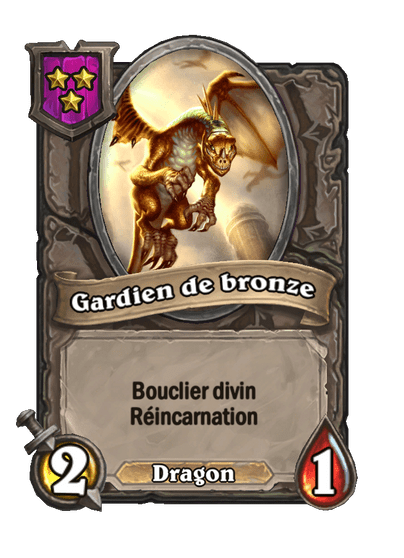 Gardien de bronze
Bouclier divin
Réincarnation
2
Dragon
1